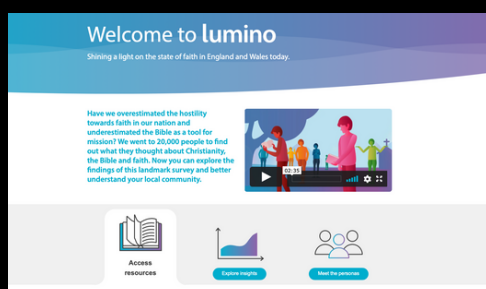 Welcome to lumino
Shining a light on the state of faith in England and Wales today.
Have we overestimated the hostility
towards faith in our nation and
underestimated the Bible as a tool for
mission? We went to 20,000 people to find
out what they thought about Christianity,
the Bible and faith. Now you can explore the
findings of this landmark survey and better
understand your local community.
02:35
Access
resources
Explore insights
Meet the personas